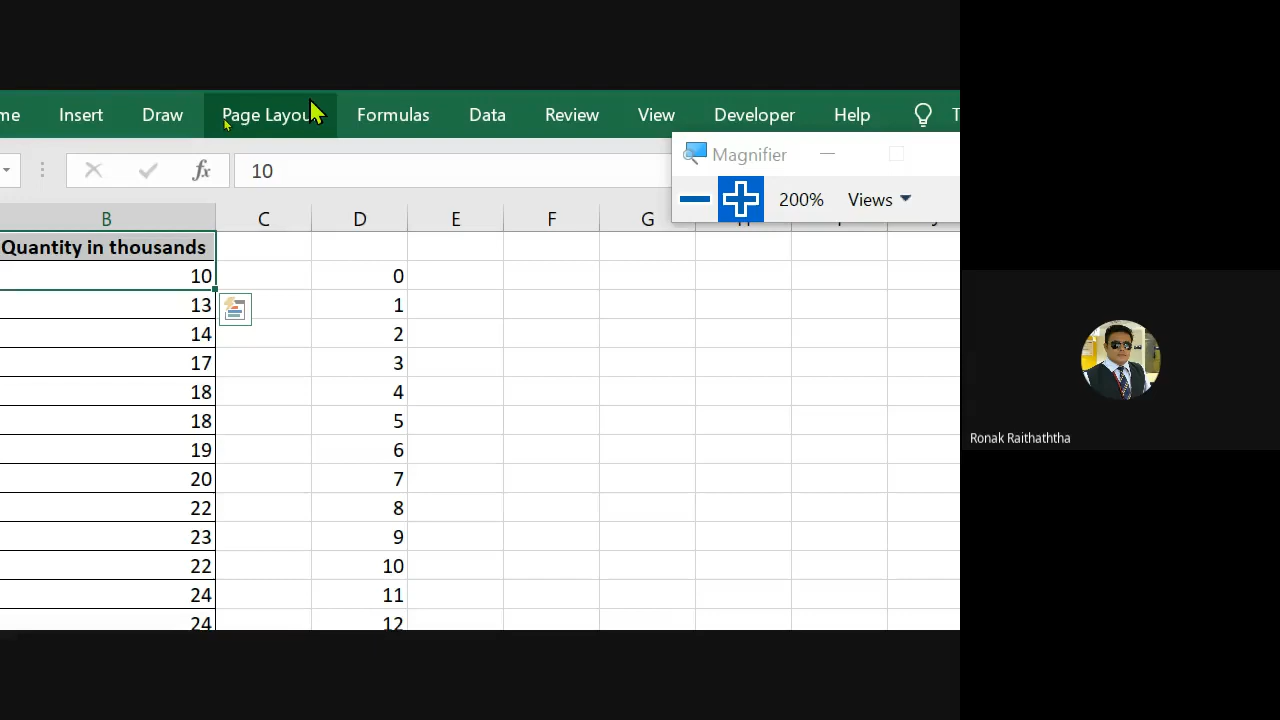 me Insert Draw Page Layou Formulas Data Review View Developer Help T
Magnifier
fx 10
200% Views
B C D E F G
Quantity in thousands
10 0
13 1
14 2
17 3
18 4
18 5
19 6
20 7
22 8
23 9
22 10
24 11
24 12
Ronak Raithaththa